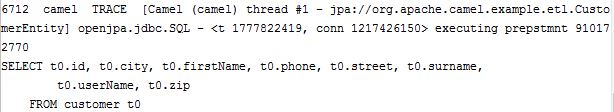 6712  camel  TRACE  [Camel (camel) thread #1 - jpa://org.apache.camel.example.etl.Custo
merEntity] openjpa.jdbc.SQL - <t 1777822419, conn 1217426150> executing prepstmnt 91017
2770
SELECT t0.id, t0.city, t0.firstName, t0.phone, t0.street, t0.surname,
        t0.userName, t0.zip
    FROM customer t0